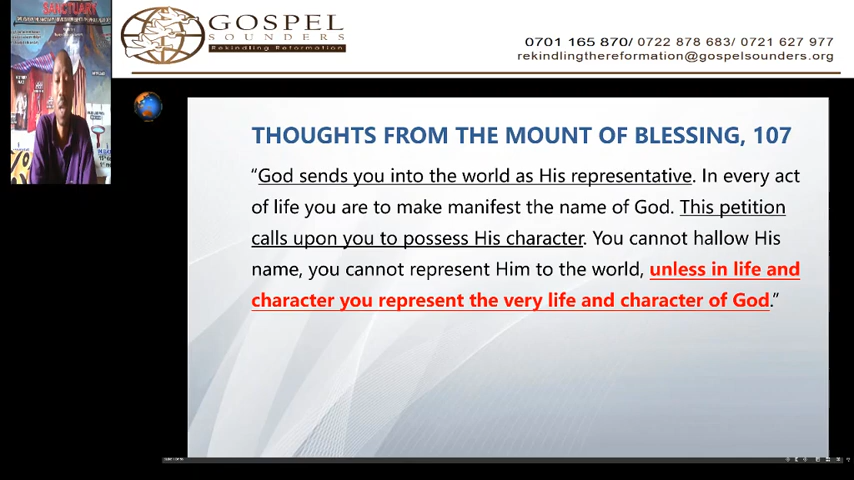 SANCTUARY
GOSPEL
SOUNDERS
Rekindling Reformation
0701 165 870/ 0722 878 683/ 0721 627 977
rekindlingthereformation@gospelsounders.org
THOUGHTS FROM THE MOUNT OF BLESSING, 107
“God sends you into the world as His representative. In every act
of life you are to make manifest the name of God. This petition
calls upon you to possess His character. You cannot hallow His
name, you cannot represent Him to the world, unless in life and
character you represent the very life and character of God.”